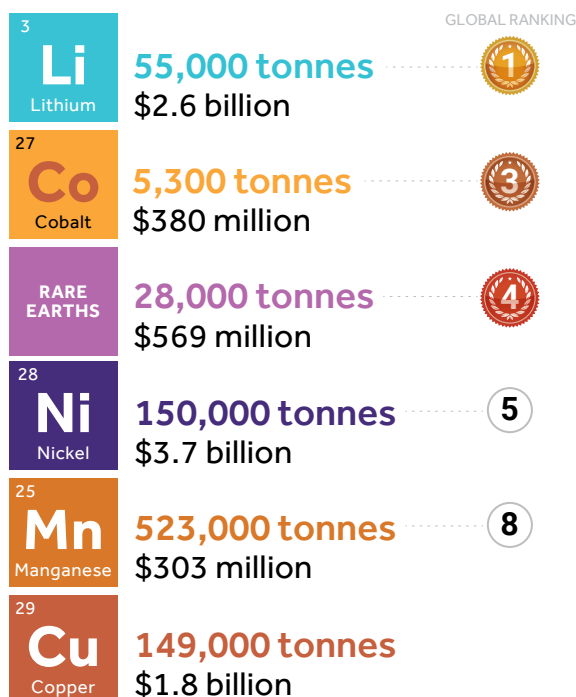 GLOBAL RANKING
3
Li
Lithium
55,000 tonnes
$2.6 billion
1
27
Co
Cobalt
5,300 tonnes
$380 million
3
RARE
EARTHS
28,000 tonnes
$569 million
4
28
Ni
Nickel
150,000 tonnes
$3.7 billion
5
25
Mn
Manganese
523,000 tonnes
$303 million
8
29
Cu
Copper
149,000 tonnes
$1.8 billion